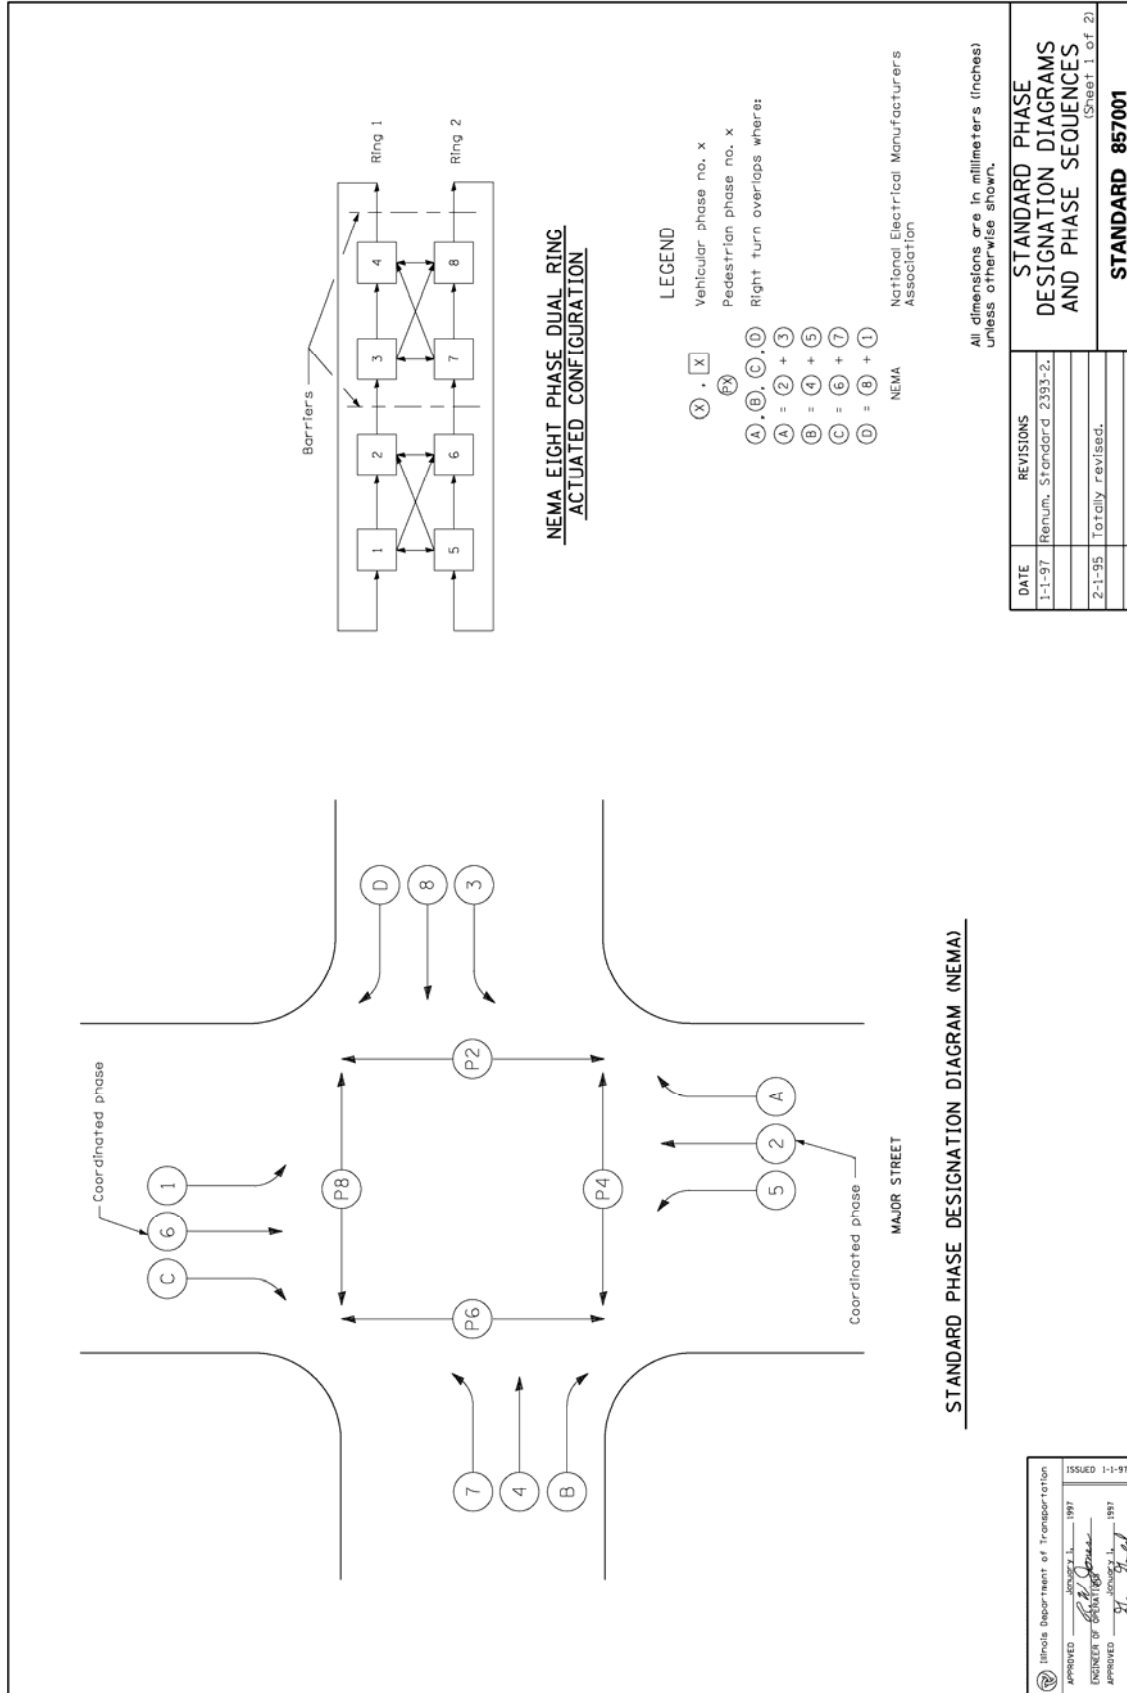 Coordinated phase
C
6
1
P8
P6
P2
P4
7
4
B
D
8
3
5
2
A
Coordinated phase
MAJOR STREET
STANDARD PHASE DESIGNATION DIAGRAM (NEMA)
Barriers
1
2
3
4
Ring 1
5
6
7
8
Ring 2
NEMA EIGHT PHASE DUAL RING
ACTUATED CONFIGURATION
LEGEND
X , X Vehicular phase no. x
PX Pedestrian phase no. x
A , B , C , D Right turn overlaps where:
A = 2 + 3
B = 4 + 5
C = 6 + 7
D = 8 + 1
NEMA National Electrical Manufacturers
Association
All dimensions are in millimeters (inches)
unless otherwise shown.
Illinois Department of Transportation
APPROVED January 1, 1997
ENGINEER OF OPERATIONS
APPROVED January 1, 1997
ISSUED 1-1-97
DATE REVISIONS
1-1-97 Renum. Standard 2393-2.
2-1-95 Totally revised.
STANDARD PHASE
DESIGNATION DIAGRAMS
AND PHASE SEQUENCES
(Sheet 1 of 2)
STANDARD 857001